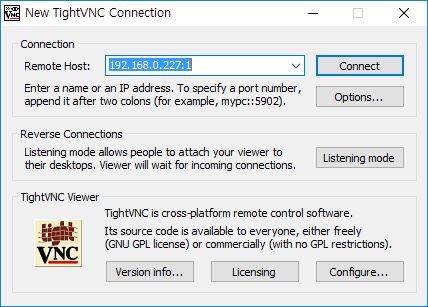 New TightVNC Connection
Connection
Remote Host:
192.168.0.227:1
Connect
Enter a name or an IP address. To specify a port number,
append it after two colons (for example, mypc::5902).
Options...
Reverse Connections
Listening mode allows people to attach your viewer to
their desktops. Viewer will wait for incoming connections.
Listening mode
TightVNC Viewer
tight
VNC
TightVNC is cross-platform remote control software.
Its source code is available to everyone, either freely
(GNU GPL license) or commercially (with no GPL restrictions).
Version info...
Licensing
Configure...